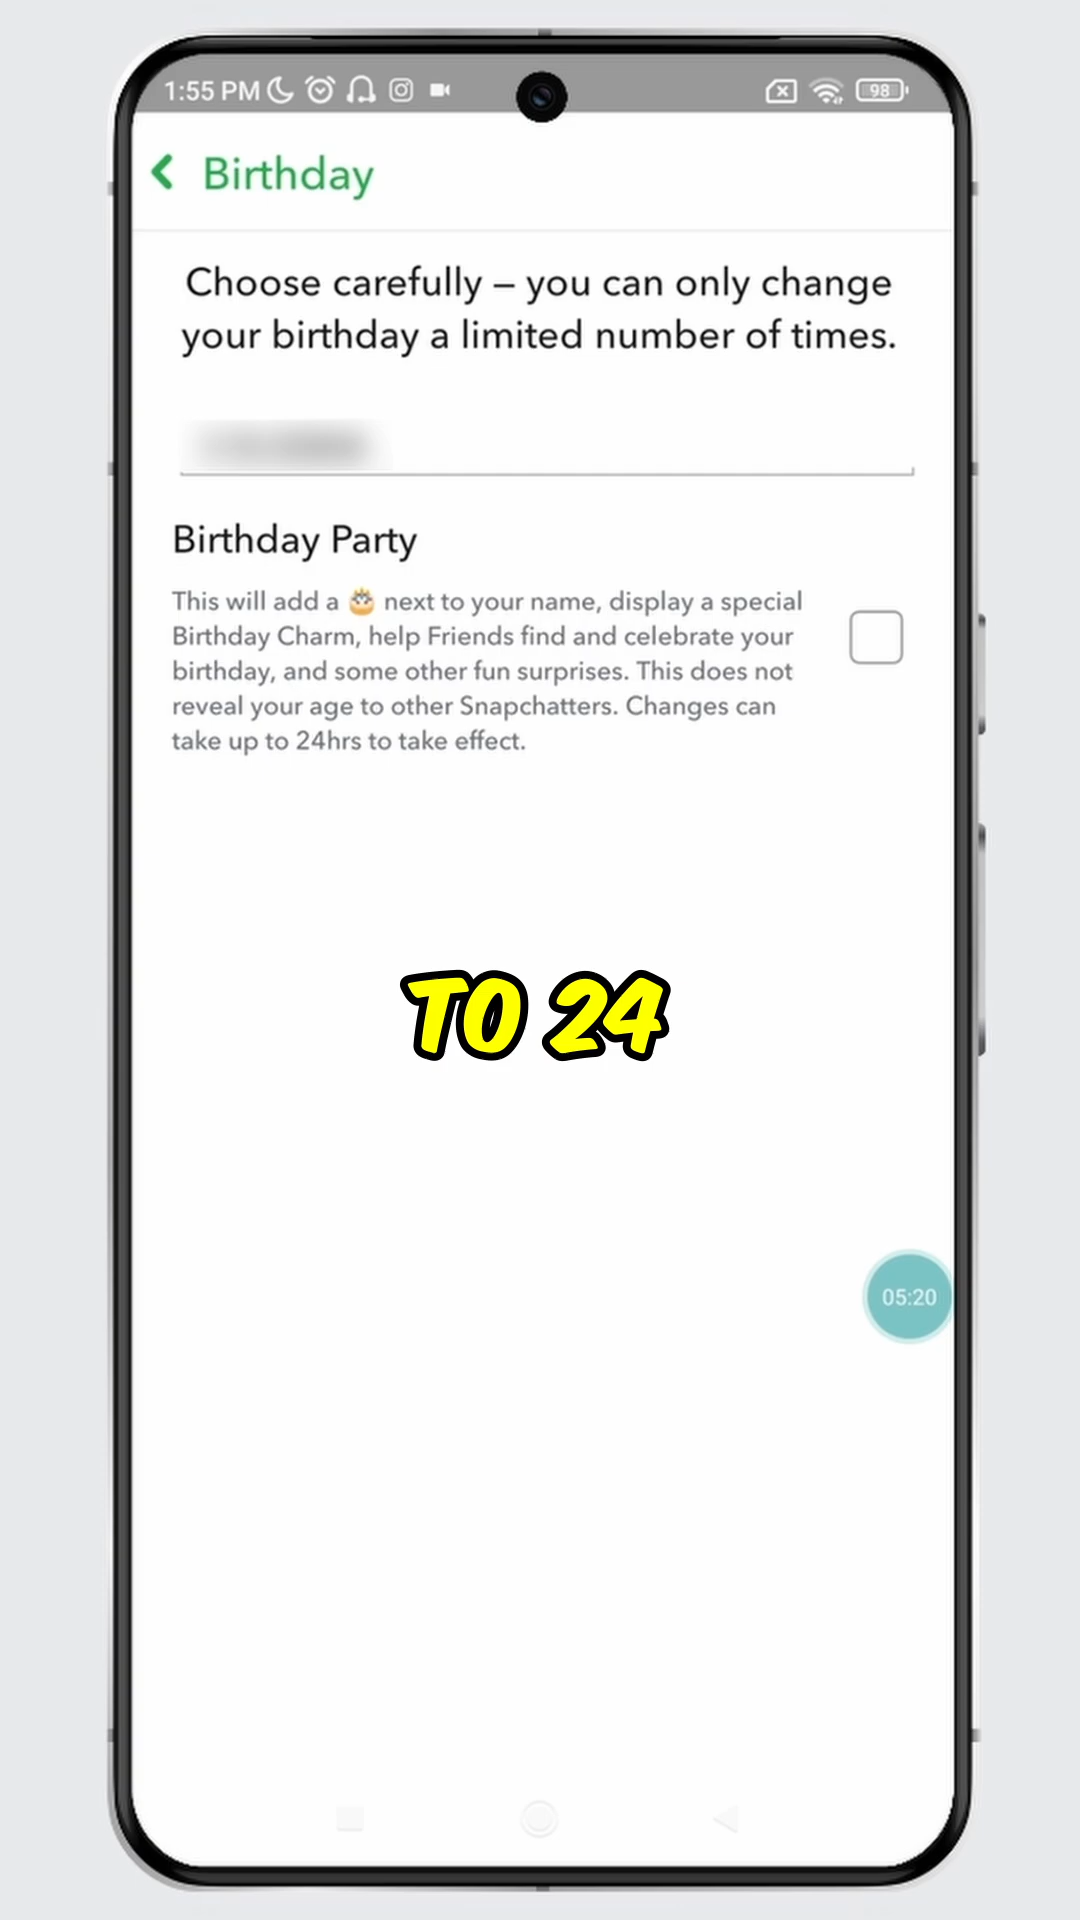 1:55 PM
98
Birthday
Choose carefully – you can only change
your birthday a limited number of times.
Birthday Party
This will add a 🎂 next to your name, display a special
Birthday Charm, help Friends find and celebrate your
birthday, and some other fun surprises. This does not
reveal your age to other Snapchatters. Changes can
take up to 24hrs to take effect.
TO 24
05:20